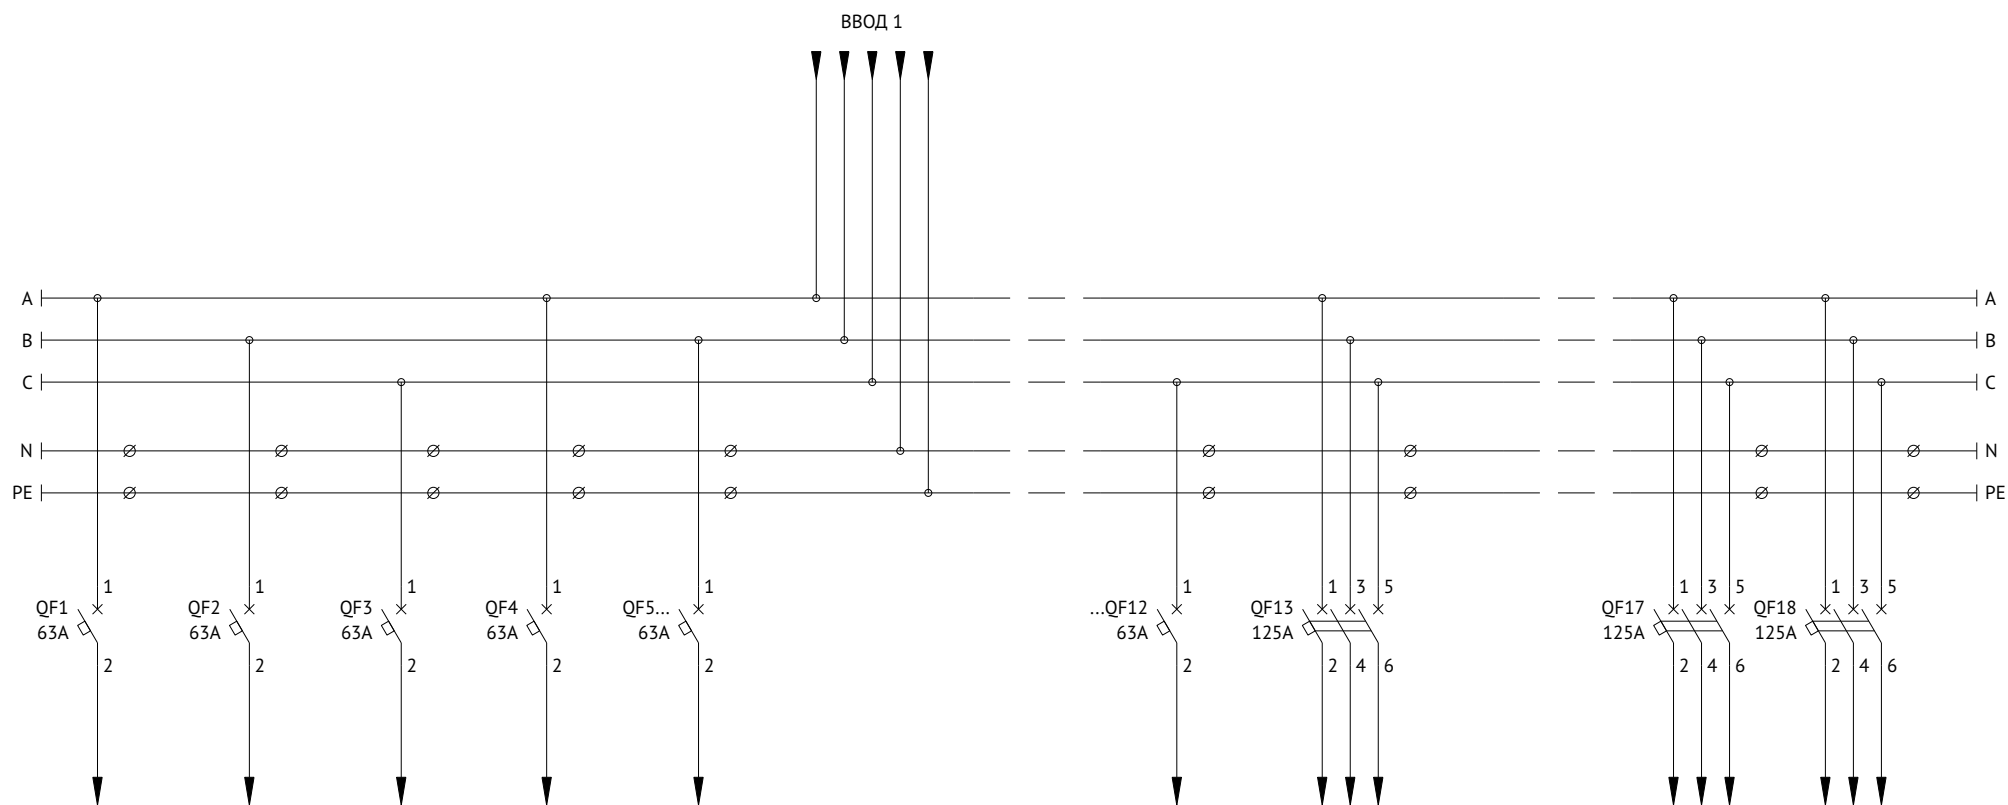 ВВОД 1
A A
B B
C C
N N
PE PE
1 1 1 1 1 1 1 3 5 1 3 5 1 3 5
QF1 QF2 QF3 QF4 QF5... ...QF12 QF13 QF17 QF18
63A 63A 63A 63A 63A 63A 125A 125A 125A
2 2 2 2 2 2 2 4 6 2 4 6 2 4 6